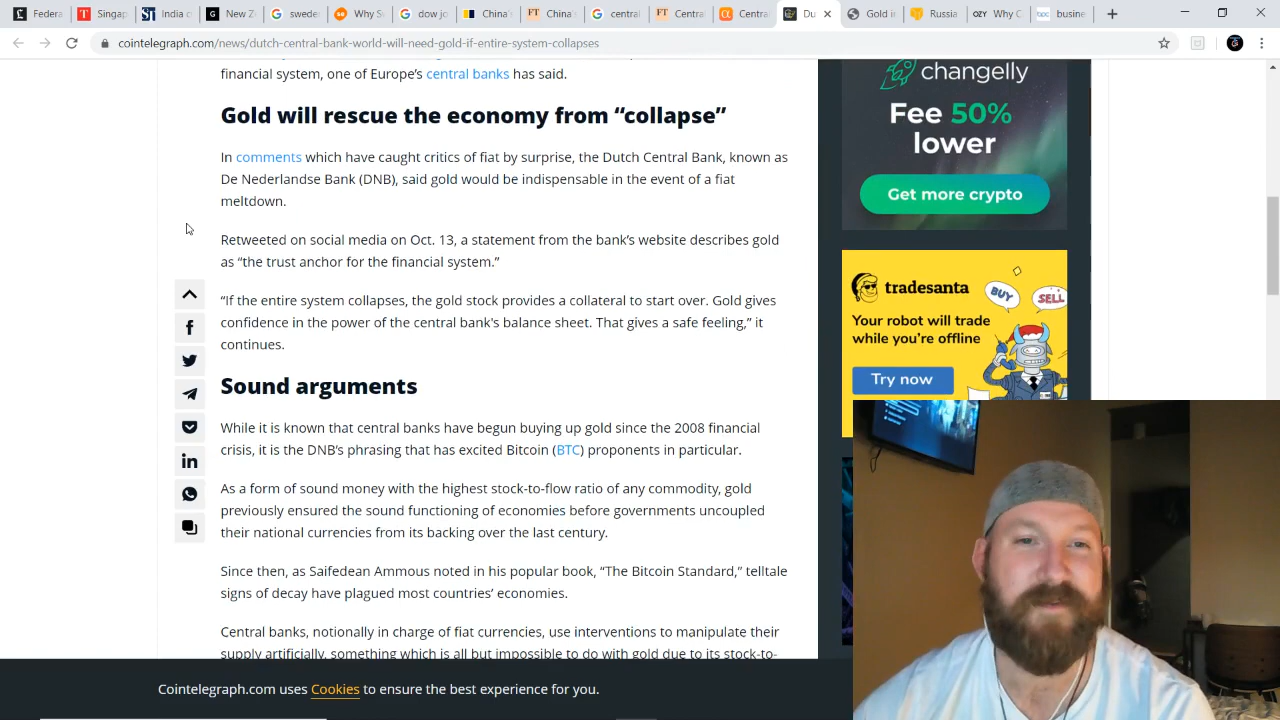 Federa
Singap
India c
New Z
swede
Why Sv
dow jo
China's
China's
central
Centra
Centra
Du
Gold in
Russia
OZY Why C
bpc busine
cointelegraph.com/news/dutch-central-bank-world-will-need-gold-if-entire-system-collapses
financial system, one of Europe's central banks has said.
Gold will rescue the economy from “collapse”
In comments which have caught critics of fiat by surprise, the Dutch Central Bank, known as
De Nederlandse Bank (DNB), said gold would be indispensable in the event of a fiat
meltdown.
Retweeted on social media on Oct. 13, a statement from the bank's website describes gold
as “the trust anchor for the financial system.”
“If the entire system collapses, the gold stock provides a collateral to start over. Gold gives
confidence in the power of the central bank's balance sheet. That gives a safe feeling,” it
continues.
Sound arguments
While it is known that central banks have begun buying up gold since the 2008 financial
crisis, it is the DNB's phrasing that has excited Bitcoin (BTC) proponents in particular.
As a form of sound money with the highest stock-to-flow ratio of any commodity, gold
previously ensured the sound functioning of economies before governments uncoupled
their national currencies from its backing over the last century.
Since then, as Saifedean Ammous noted in his popular book, “The Bitcoin Standard,” telltale
signs of decay have plagued most countries’ economies.
Central banks, notionally in charge of fiat currencies, use interventions to manipulate their
supply artificially, something which is all but impossible to do with gold due to its stock-to-
changelly
Fee 50%
lower
Get more crypto
tradesanta
BUY
SELL
Your robot will trade
while you're offline
Try now
Cointelegraph.com uses Cookies to ensure the best experience for you.